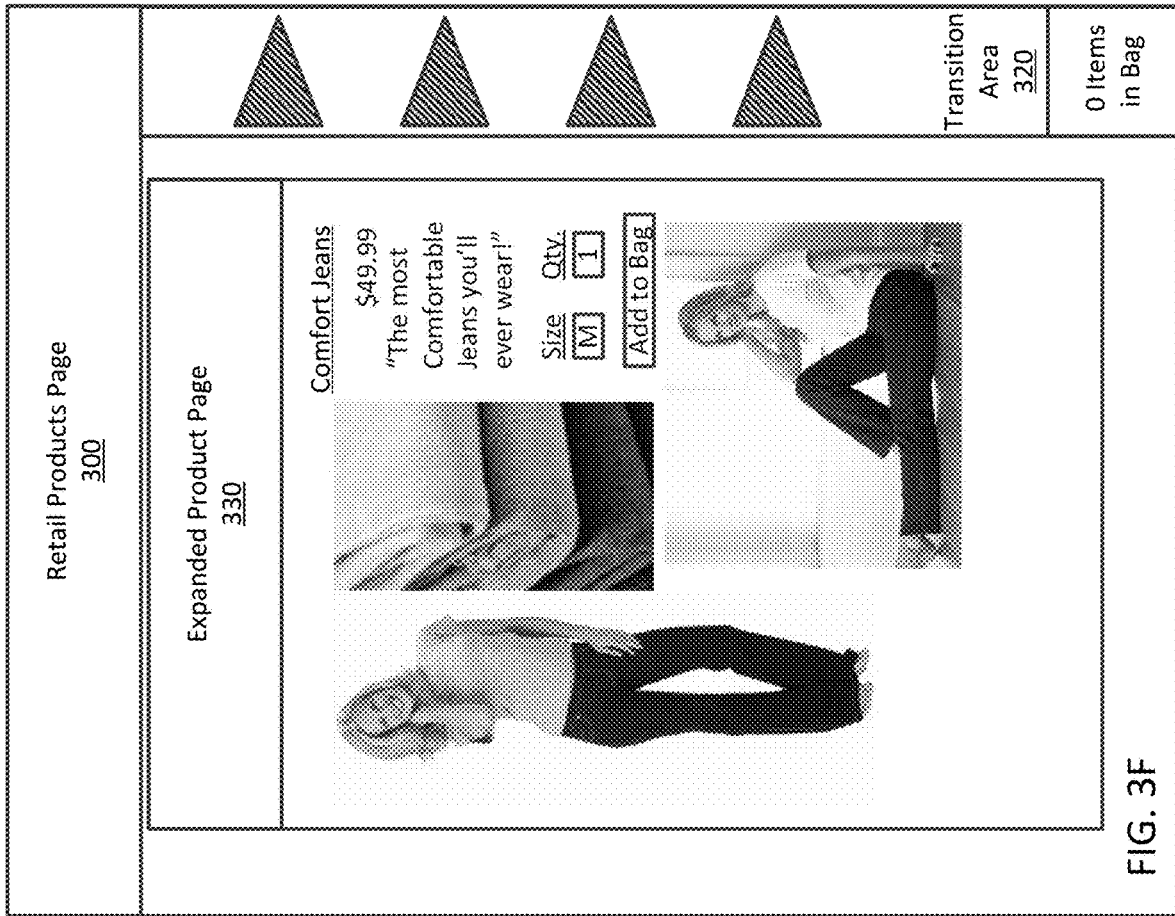 Retail Products Page
300
Expanded Product Page
330
Comfort Jeans
$49.99
"The most
Comfortable
Jeans you'll
ever wear!"
Size Qty.
M 1
Add to Bag
Transition
Area
320
0 Items
in Bag
FIG. 3F